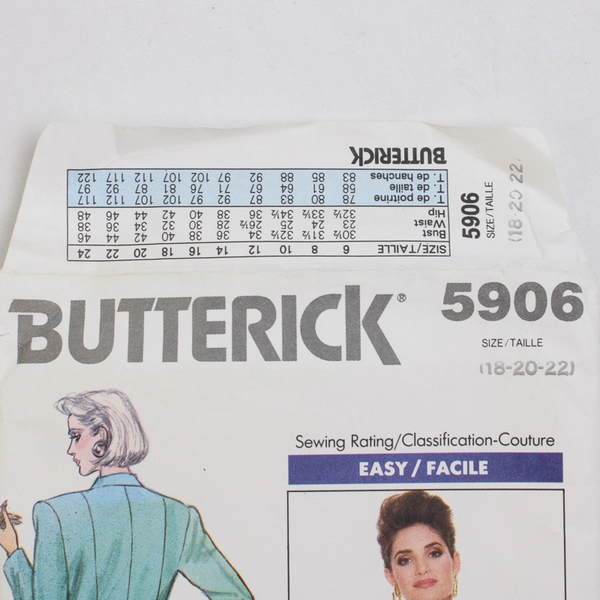 SIZE/TAILLE 6 8 10 12 14 16 18 20 22 24
Bust 30½ 31½ 32½ 34 36 38 40 42 44 46
Waist 23 24 25 26½ 28 30 32 34 36 38
Hip 32½ 33½ 34½ 36 38 40 42 44 46 48
T. de poitrine 78 80 83 87 92 97 102 107 112 117
T. de taille 58 61 64 67 71 76 81 87 92 97
T. de hanches 83 85 88 92 97 102 107 112 117 122
BUTTERICK
5906
SIZE/TAILLE
(18-20-22)
BUTTERICK®
5906
SIZE/TAILLE
(18-20-22)
Sewing Rating/Classification-Couture
EASY/FACILE